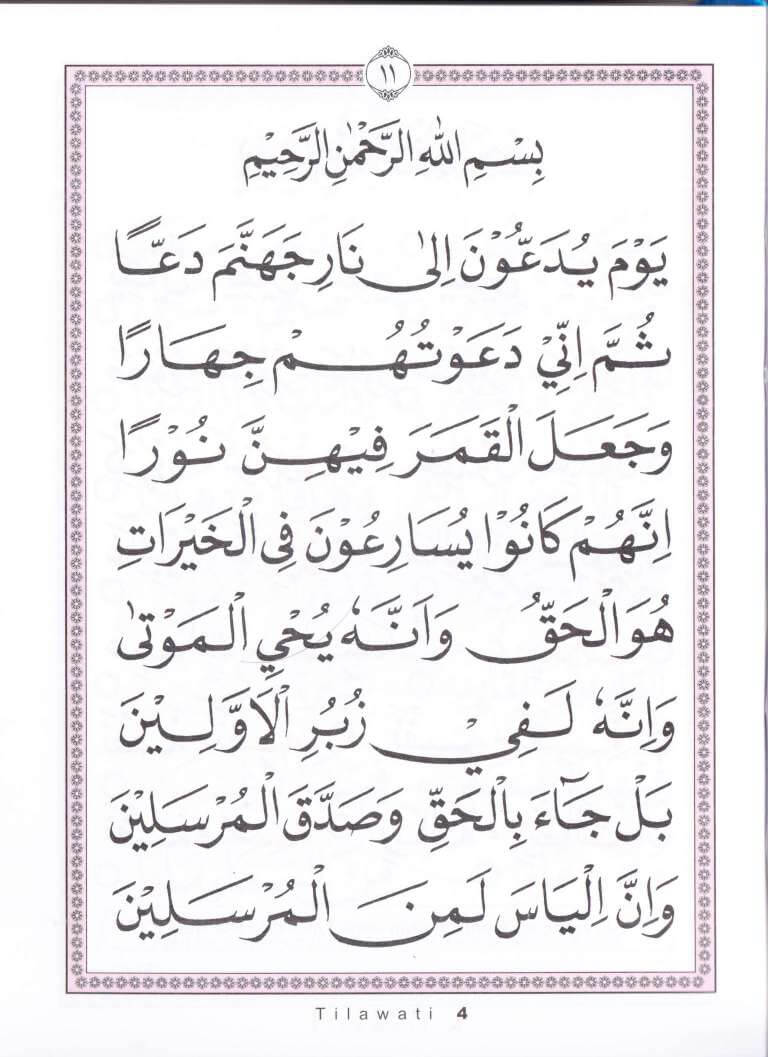 ١١
بِسْمِ اللهِ الرَّحْمٰنِ الرَّحِيْمِ
يَوْمَ يُدَعُّوْنَ اِلٰى نَارِ جَهَنَّمَ دَعًّا
ثُمَّ اِنِّيْ دَعَوْتُهُمْ جِهَارًا
وَجَعَلَ الْقَمَرَ فِيْهِنَّ نُوْرًا
اِنَّهُمْ كَانُوْا يُسَارِعُوْنَ فِى الْخَيْرَاتِ
هُوَ الْحَقُّ وَاَنَّهٗ يُحْيِ الْمَوْتٰى
وَاِنَّهٗ لَفِيْ زُبُرِ الْاَوَّلِيْنَ
بَلْ جَآءَ بِالْحَقِّ وَصَدَّقَ الْمُرْسَلِيْنَ
وَاِنَّ اِلْيَاسَ لَمِنَ الْمُرْسَلِيْنَ
Tilawati 4